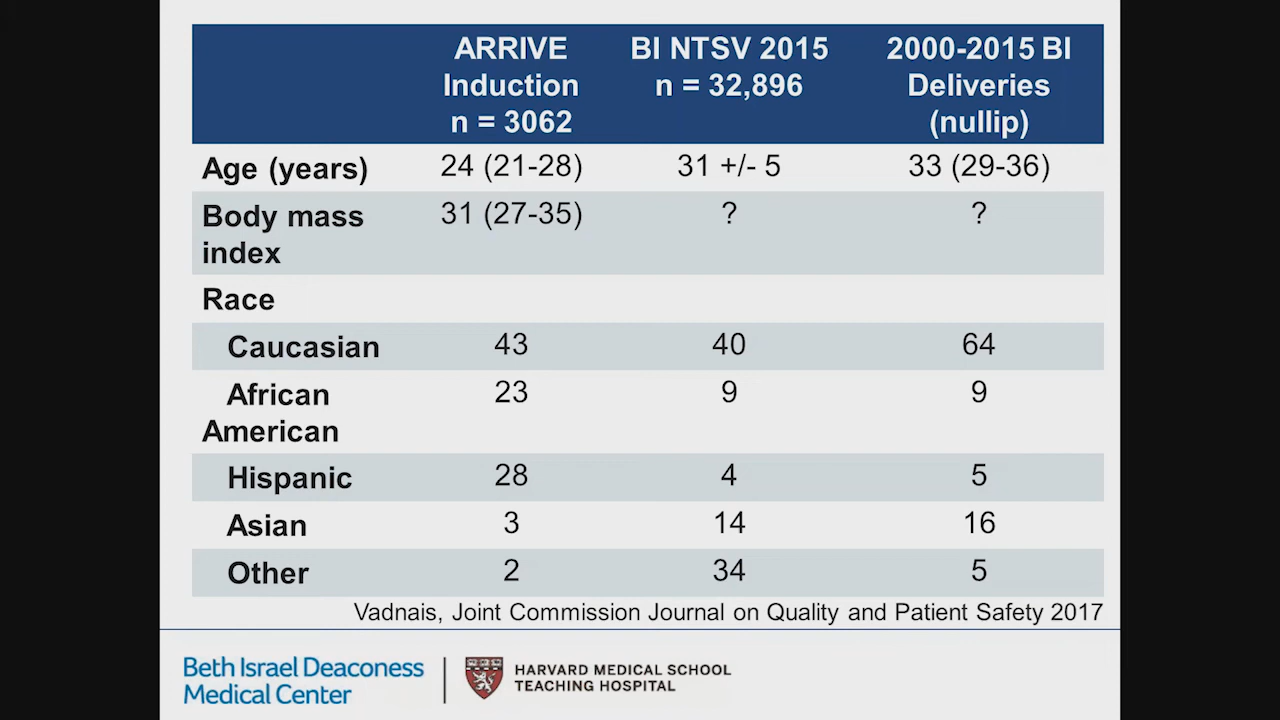 ARRIVE Induction n = 3062 BI NTSV 2015 n = 32,896 2000-2015 BI Deliveries (nullip)
Age (years) 24 (21-28) 31 +/- 5 33 (29-36)
Body mass index 31 (27-35) ? ?
Race
Caucasian 43 40 64
African American 23 9 9
Hispanic 28 4 5
Asian 3 14 16
Other 2 34 5
Vadnais, Joint Commission Journal on Quality and Patient Safety 2017
Beth Israel Deaconess
Medical Center
HARVARD MEDICAL SCHOOL
TEACHING HOSPITAL